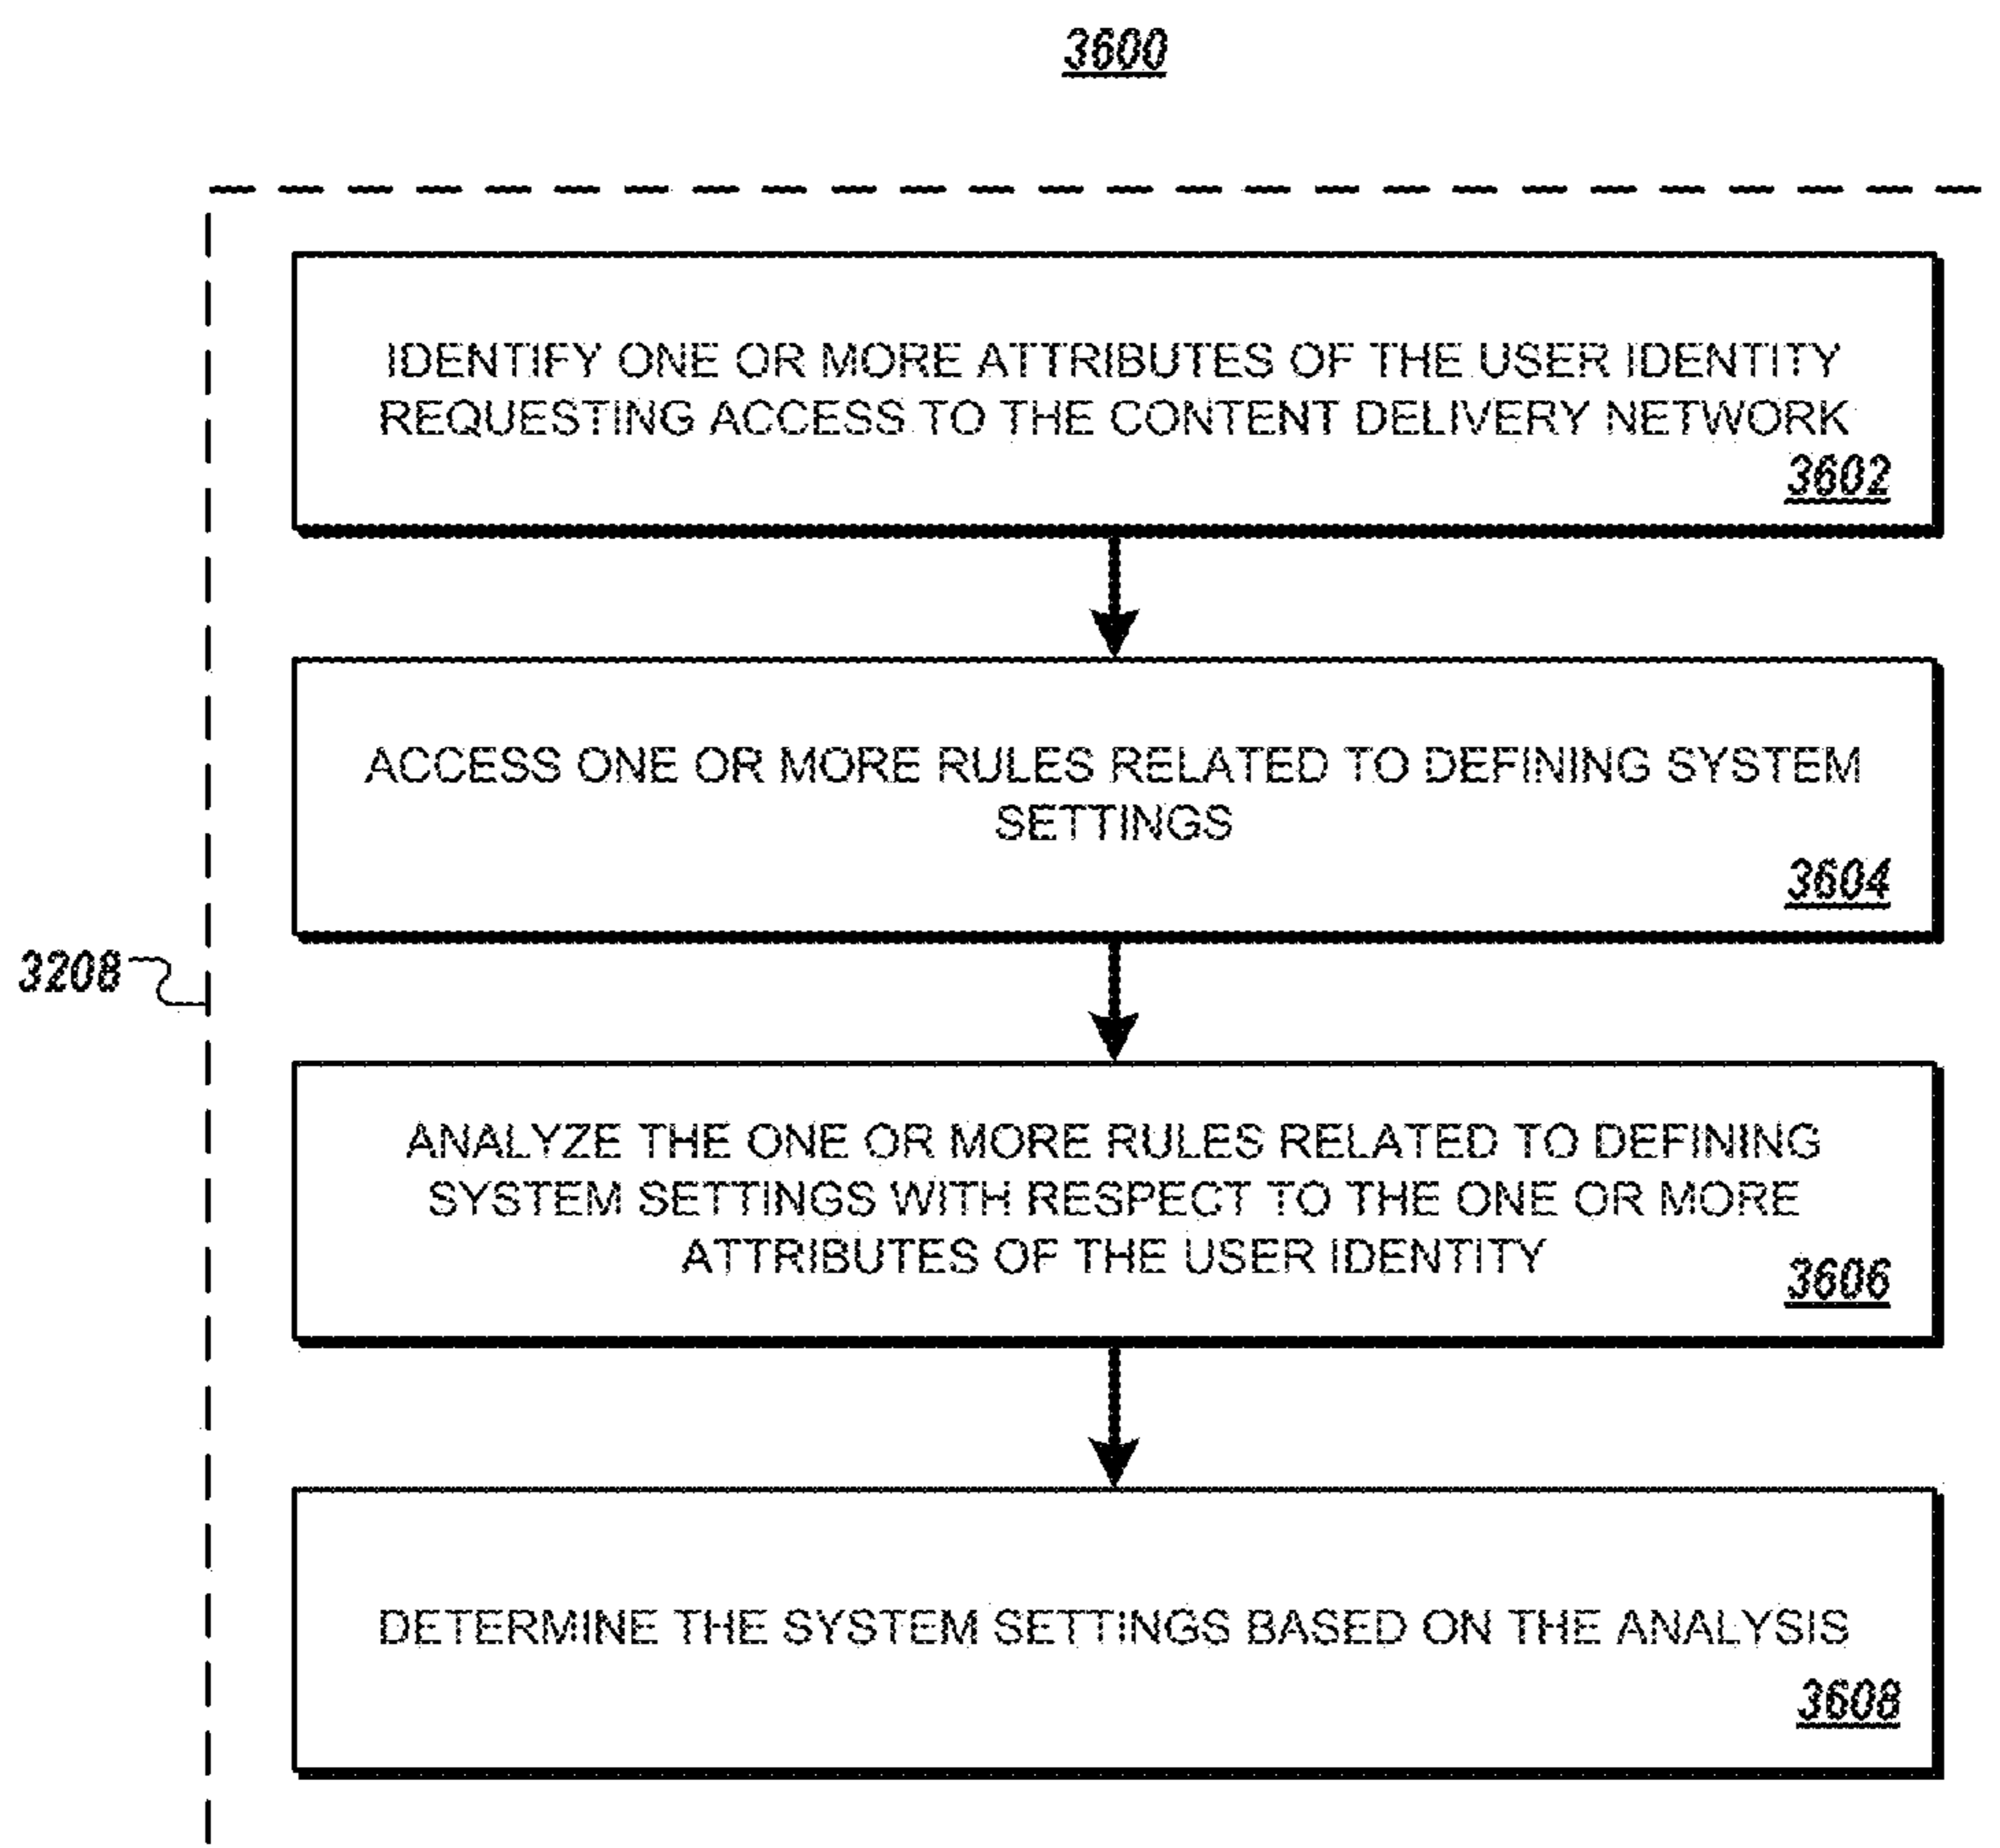 3600
IDENTIFY ONE OR MORE ATTRIBUTES OF THE USER IDENTITY
REQUESTING ACCESS TO THE CONTENT DELIVERY NETWORK
3602
ACCESS ONE OR MORE RULES RELATED TO DEFINING SYSTEM
SETTINGS
3604
3208
ANALYZE THE ONE OR MORE RULES RELATED TO DEFINING
SYSTEM SETTINGS WITH RESPECT TO THE ONE OR MORE
ATTRIBUTES OF THE USER IDENTITY
3606
DETERMINE THE SYSTEM SETTINGS BASED ON THE ANALYSIS
3608